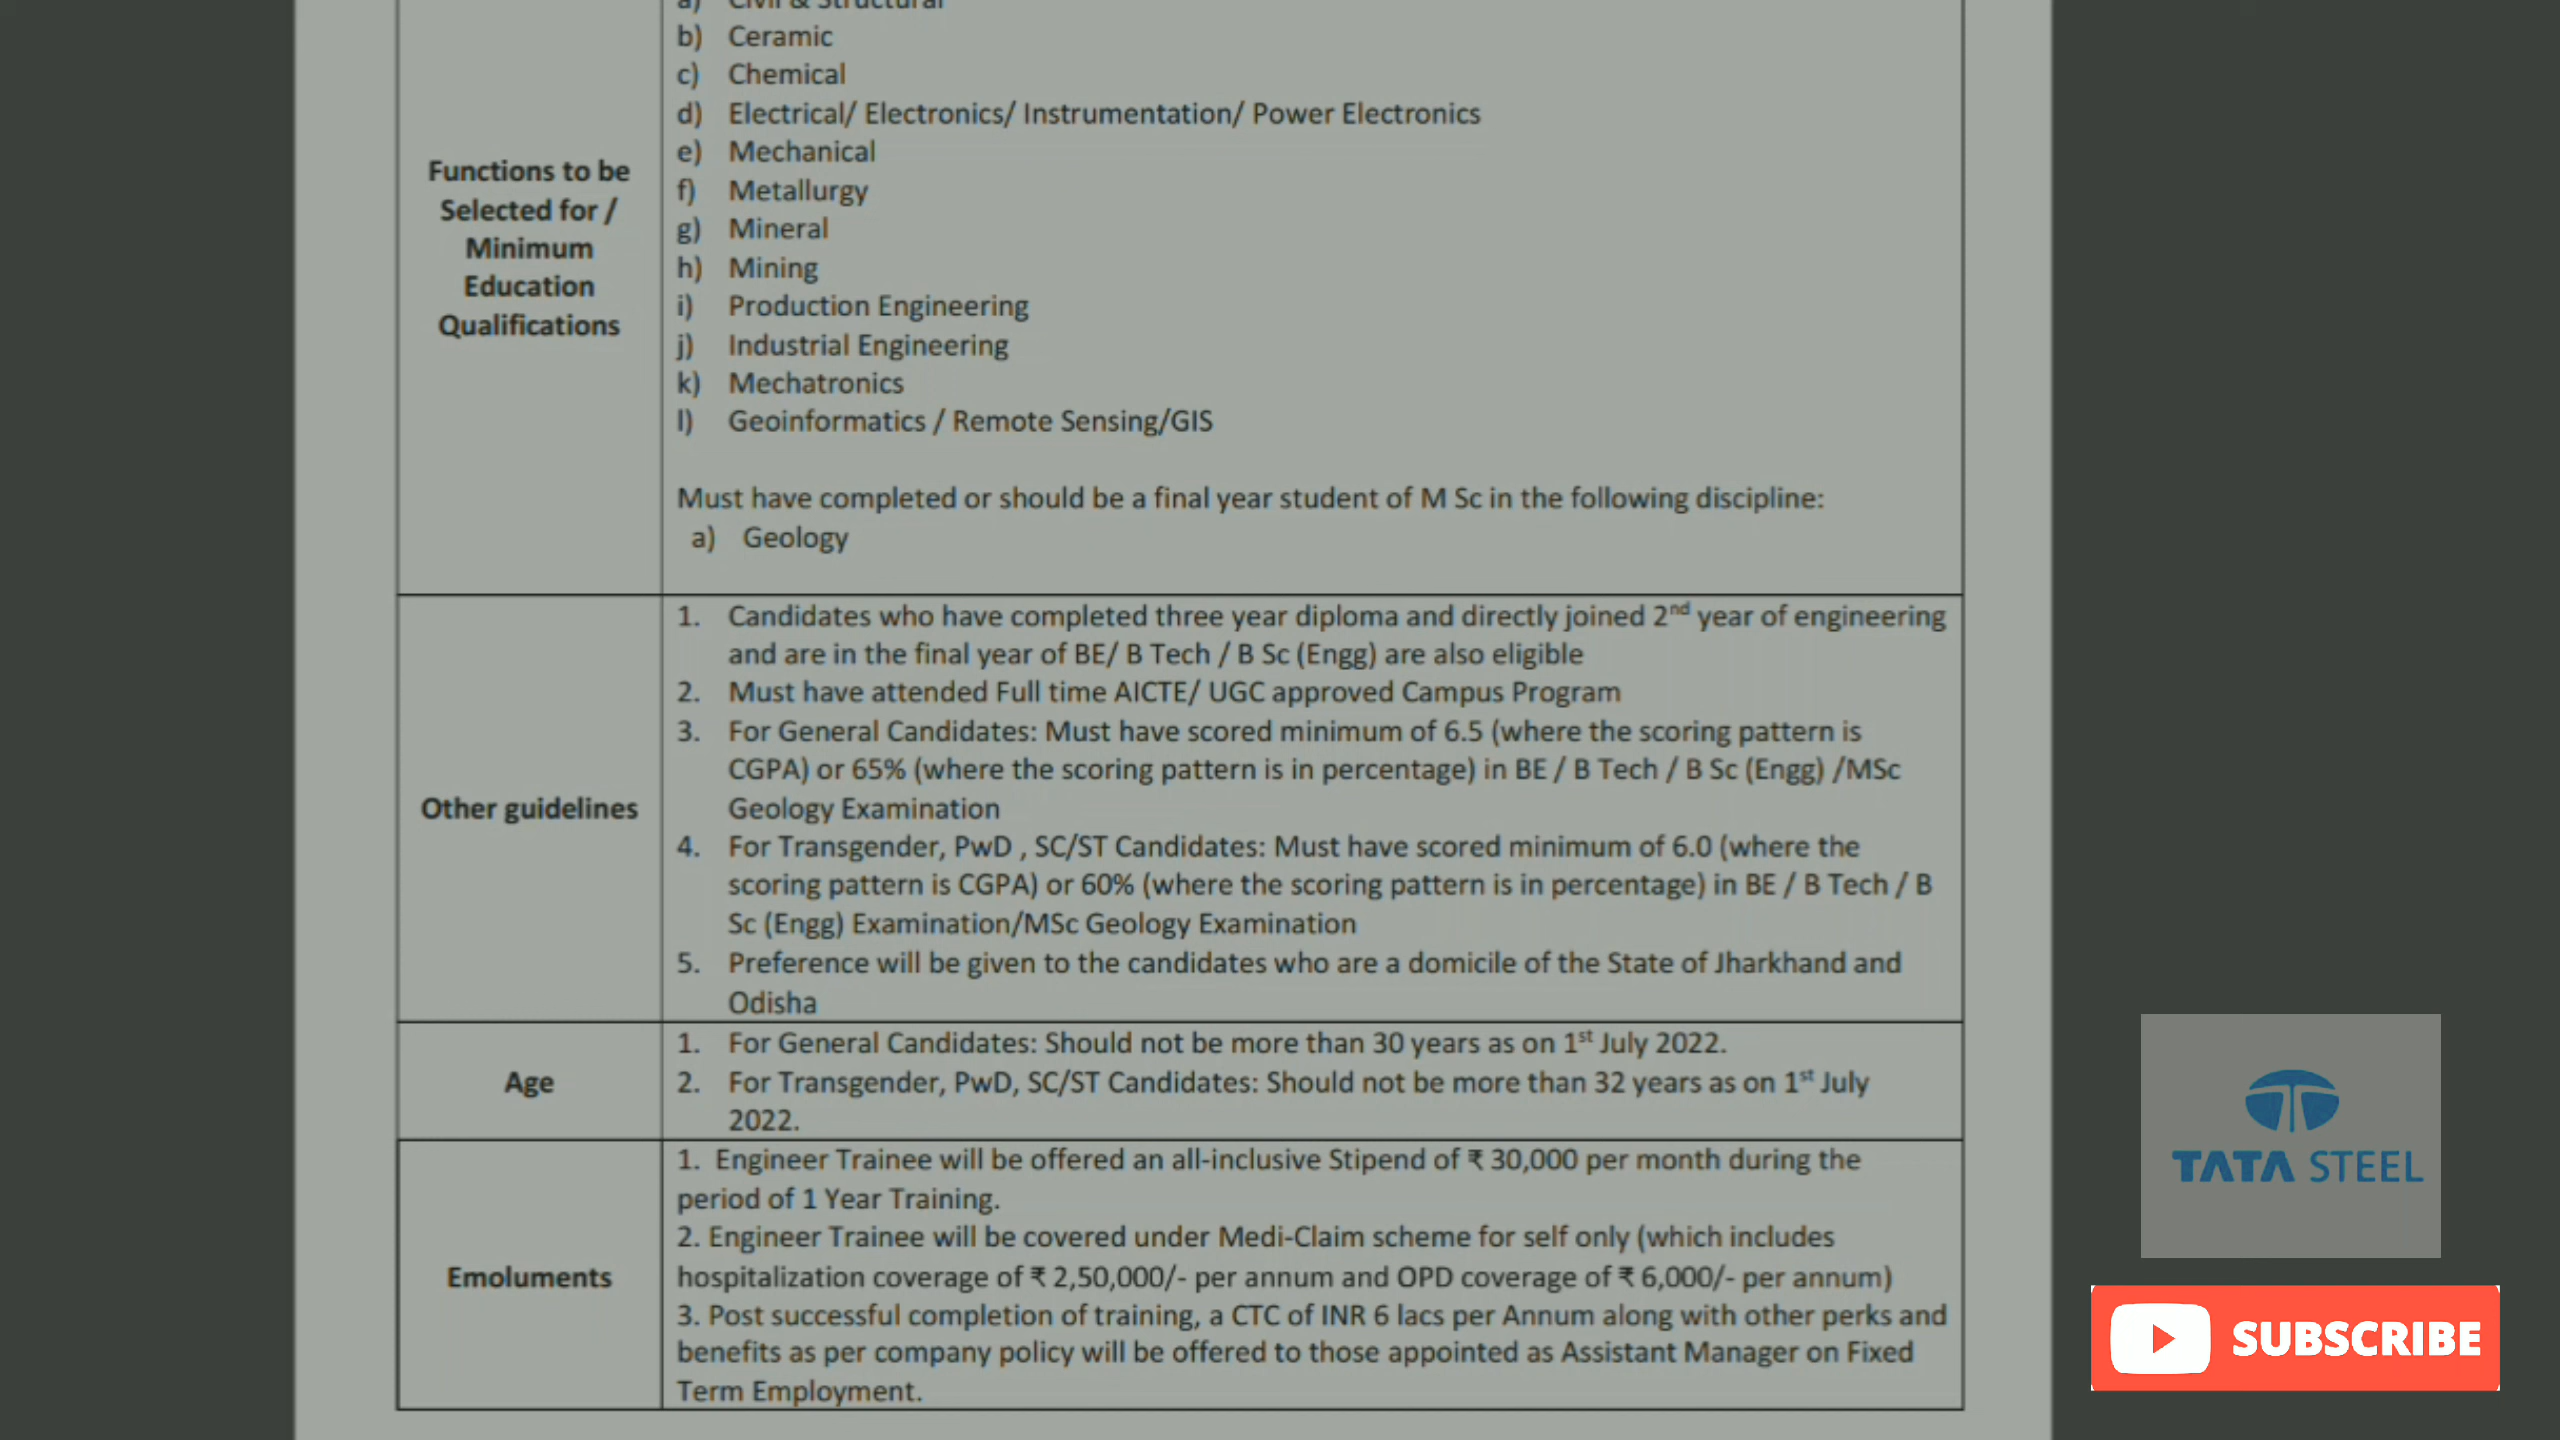 a) Civil & Structural
b) Ceramic
c) Chemical
d) Electrical/ Electronics/ Instrumentation/ Power Electronics
e) Mechanical
f) Metallurgy
g) Mineral
h) Mining
i) Production Engineering
j) Industrial Engineering
k) Mechatronics
l) Geoinformatics / Remote Sensing/GIS
Functions to be
Selected for /
Minimum
Education
Qualifications
Must have completed or should be a final year student of M Sc in the following discipline:
a) Geology
Other guidelines
1. Candidates who have completed three year diploma and directly joined 2nd year of engineering
and are in the final year of BE/ B Tech / B Sc (Engg) are also eligible
2. Must have attended Full time AICTE/ UGC approved Campus Program
3. For General Candidates: Must have scored minimum of 6.5 (where the scoring pattern is
CGPA) or 65% (where the scoring pattern is in percentage) in BE / B Tech / B Sc (Engg) /MSc
Geology Examination
4. For Transgender, PwD , SC/ST Candidates: Must have scored minimum of 6.0 (where the
scoring pattern is CGPA) or 60% (where the scoring pattern is in percentage) in BE / B Tech / B
Sc (Engg) Examination/MSc Geology Examination
5. Preference will be given to the candidates who are a domicile of the State of Jharkhand and
Odisha
Age
1. For General Candidates: Should not be more than 30 years as on 1st July 2022.
2. For Transgender, PwD, SC/ST Candidates: Should not be more than 32 years as on 1st July
2022.
Emoluments
1. Engineer Trainee will be offered an all-inclusive Stipend of ₹ 30,000 per month during the
period of 1 Year Training.
2. Engineer Trainee will be covered under Medi-Claim scheme for self only (which includes
hospitalization coverage of ₹ 2,50,000/- per annum and OPD coverage of ₹ 6,000/- per annum)
3. Post successful completion of training, a CTC of INR 6 lacs per Annum along with other perks and
benefits as per company policy will be offered to those appointed as Assistant Manager on Fixed
Term Employment.
TATA STEEL
SUBSCRIBE